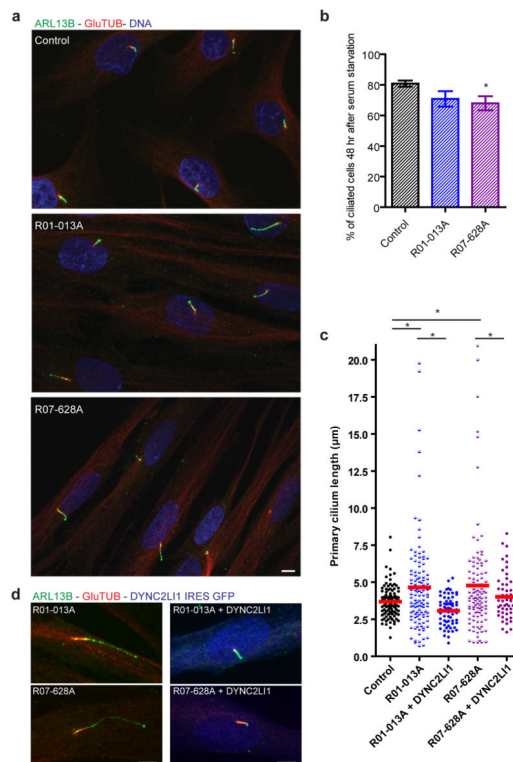 a
ARL13B - GluTUB- DNA
Control
R01-013A
R07-628A
b
% of ciliated cells 48 hr after serum starvation
100
80
60
40
20
0
*
Control
R01-013A
R07-628A
c
*
* * *
Primary cilium length (µm)
20.0
17.5
15.0
12.5
10.0
7.5
5.0
2.5
0
Control
R01-013A
R01-013A + DYNC2LI1
R07-628A
R07-628A + DYNC2LI1
d
ARL13B - GluTUB - DYNC2LI1 IRES GFP
R01-013A
R01-013A + DYNC2LI1
R07-628A
R07-628A + DYNC2LI1